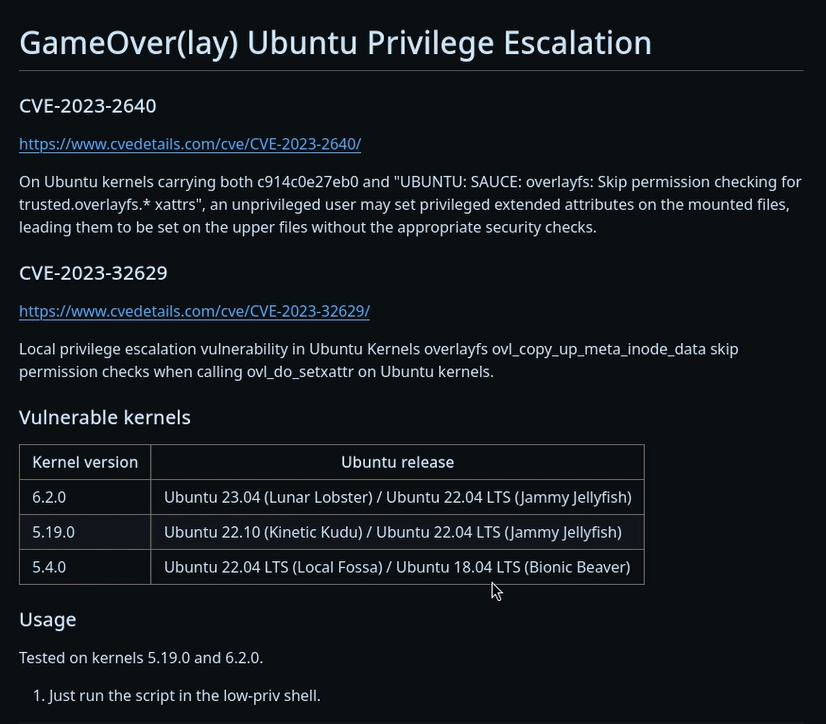 GameOver(lay) Ubuntu Privilege Escalation
CVE-2023-2640
https://www.cvedetails.com/cve/CVE-2023-2640/
On Ubuntu kernels carrying both c914c0e27eb0 and "UBUNTU: SAUCE: overlayfs: Skip permission checking for
trusted.overlayfs.* xattrs", an unprivileged user may set privileged extended attributes on the mounted files,
leading them to be set on the upper files without the appropriate security checks.
CVE-2023-32629
https://www.cvedetails.com/cve/CVE-2023-32629/
Local privilege escalation vulnerability in Ubuntu Kernels overlayfs ovl_copy_up_meta_inode_data skip
permission checks when calling ovl_do_setxattr on Ubuntu kernels.
Vulnerable kernels
Kernel version Ubuntu release
6.2.0 Ubuntu 23.04 (Lunar Lobster) / Ubuntu 22.04 LTS (Jammy Jellyfish)
5.19.0 Ubuntu 22.10 (Kinetic Kudu) / Ubuntu 22.04 LTS (Jammy Jellyfish)
5.4.0 Ubuntu 22.04 LTS (Local Fossa) / Ubuntu 18.04 LTS (Bionic Beaver)
Usage
Tested on kernels 5.19.0 and 6.2.0.
1. Just run the script in the low-priv shell.